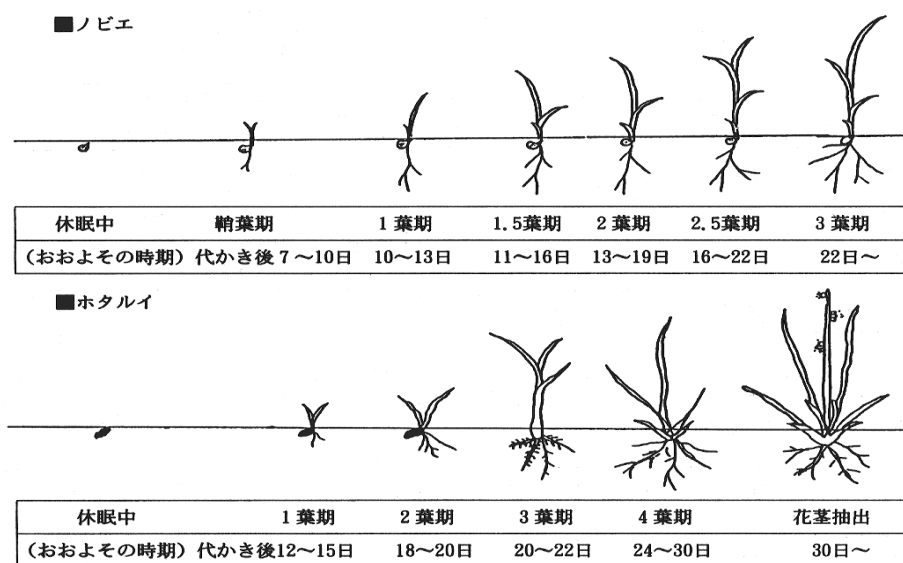 ■ノビエ
休眠中 鞘葉期 1葉期 1.5葉期 2葉期 2.5葉期 3葉期
(おおよその時期) 代かき後7～10日 10～13日 11～16日 13～19日 16～22日 22日～
■ホタルイ
休眠中 1葉期 2葉期 3葉期 4葉期 花茎抽出
(おおよその時期) 代かき後12～15日 18～20日 20～22日 24～30日 30日～